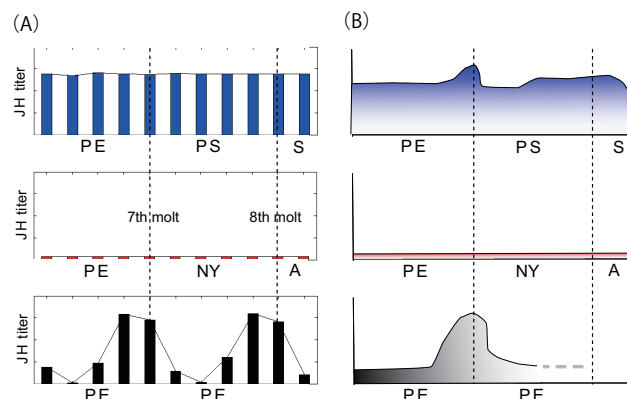 (A)
(B)
JH titer
PE PS S
PE PS S
JH titer
7th molt 8th molt
PE NY A
PE NY A
JH titer
PE PE
PE PE